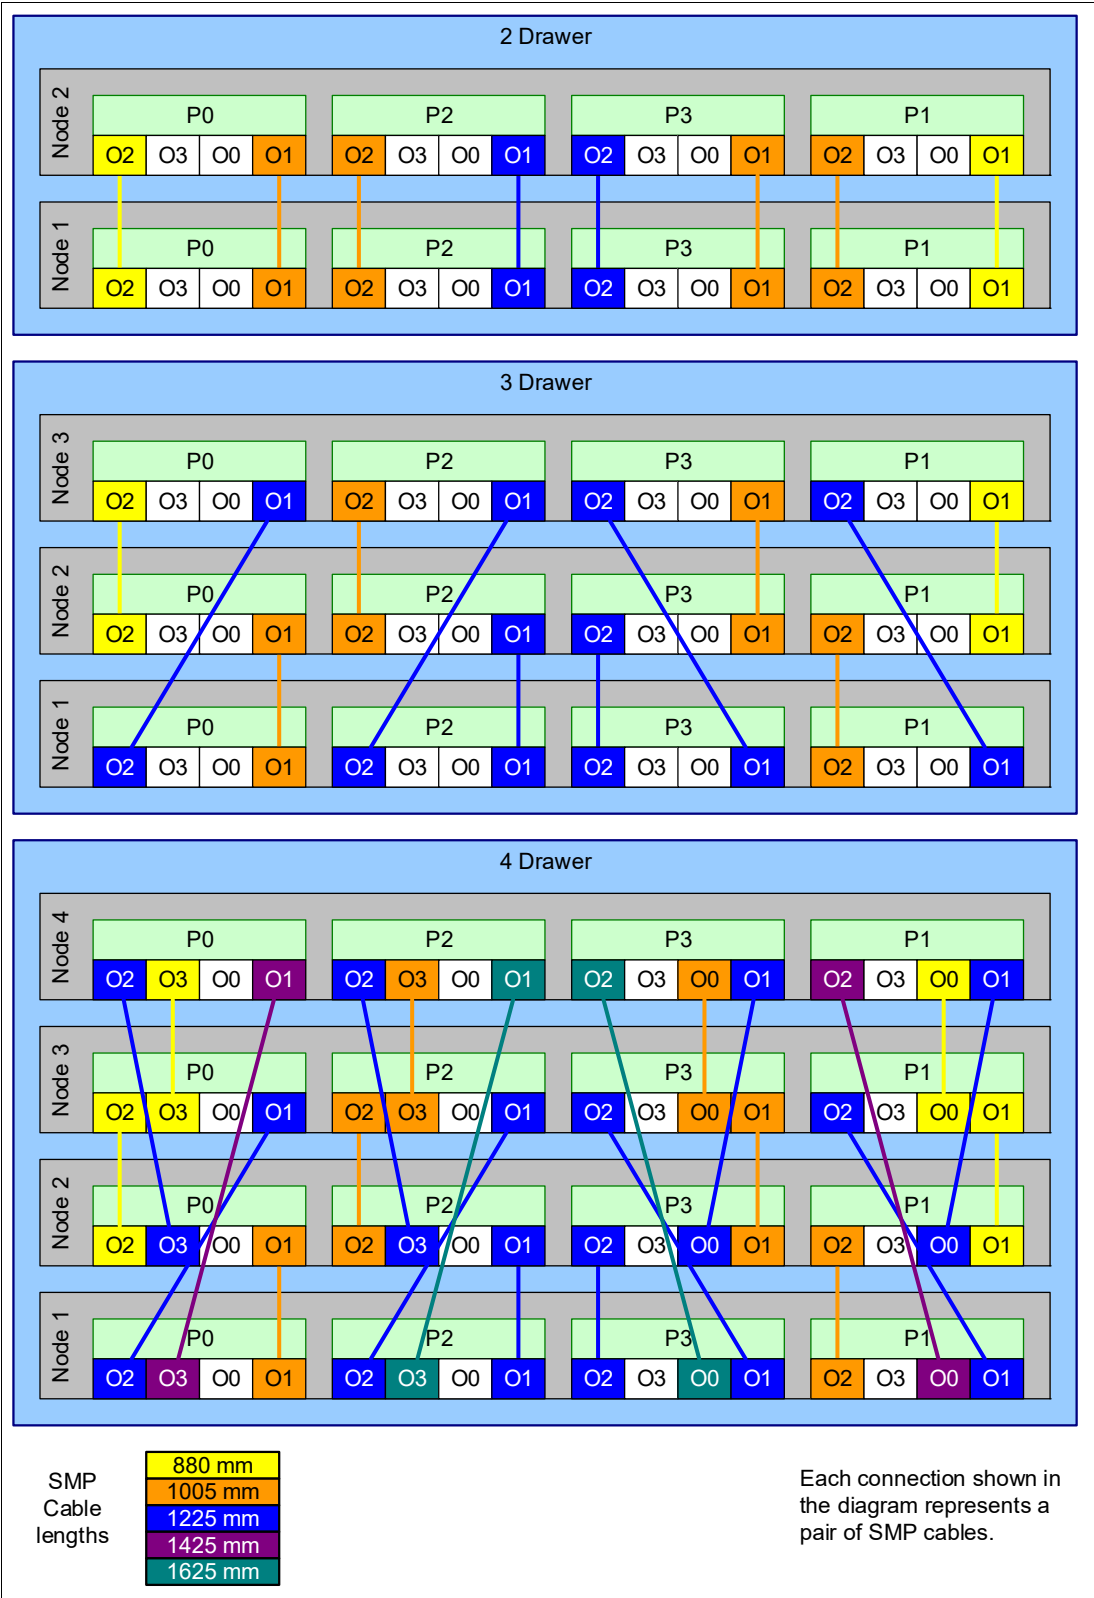 2 Drawer
Node 2
P0 P2 P3 P1
O2 O3 O0 O1 O2 O3 O0 O1 O2 O3 O0 O1 O2 O3 O0 O1
Node 1
P0 P2 P3 P1
O2 O3 O0 O1 O2 O3 O0 O1 O2 O3 O0 O1 O2 O3 O0 O1
3 Drawer
Node 3
P0 P2 P3 P1
O2 O3 O0 O1 O2 O3 O0 O1 O2 O3 O0 O1 O2 O3 O0 O1
Node 2
P0 P2 P3 P1
O2 O3 O0 O1 O2 O3 O0 O1 O2 O3 O0 O1 O2 O3 O0 O1
Node 1
P0 P2 P3 P1
O2 O3 O0 O1 O2 O3 O0 O1 O2 O3 O0 O1 O2 O3 O0 O1
4 Drawer
Node 4
P0 P2 P3 P1
O2 O3 O0 O1 O2 O3 O0 O1 O2 O3 O0 O1 O2 O3 O0 O1
Node 3
P0 P2 P3 P1
O2 O3 O0 O1 O2 O3 O0 O1 O2 O3 O0 O1 O2 O3 O0 O1
Node 2
P0 P2 P3 P1
O2 O3 O0 O1 O2 O3 O0 O1 O2 O3 O0 O1 O2 O3 O0 O1
Node 1
P0 P2 P3 P1
O2 O3 O0 O1 O2 O3 O0 O1 O2 O3 O0 O1 O2 O3 O0 O1
SMP
Cable
lengths
880 mm
1005 mm
1225 mm
1425 mm
1625 mm
Each connection shown in
the diagram represents a
pair of SMP cables.